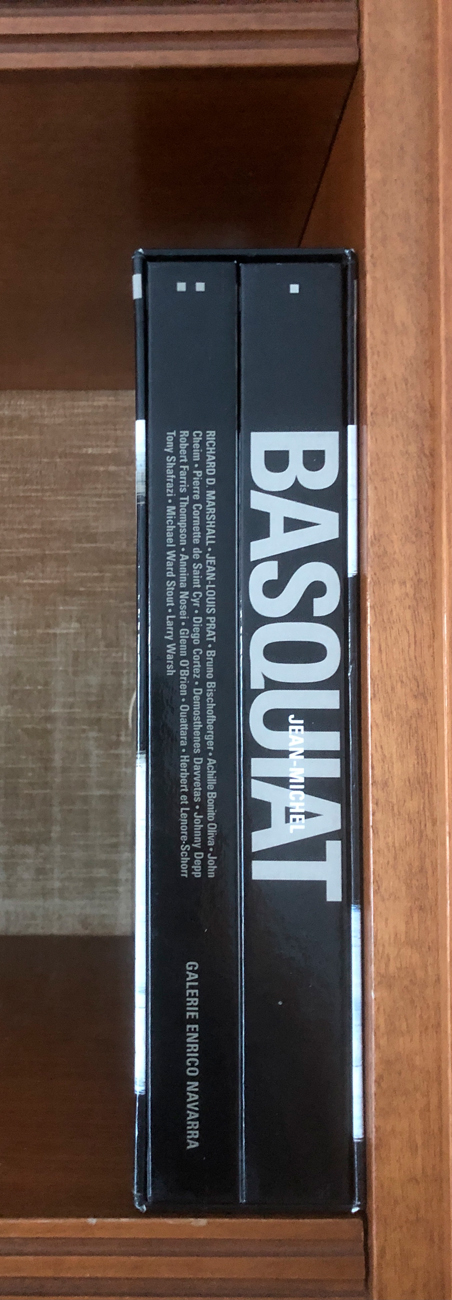 BASQUIAT
JEAN-MICHEL
RICHARD D. MARSHALL • JEAN-LOUIS PRAT • Bruno Bischofberger • Achille Bonito Oliva • John
Cheim • Pierre Cornette de Saint Cyr • Diego Cortez • Demosthenes Davvetas • Johnny Depp
Robert Farris Thompson • Annina Nosei • Glenn O'Brien • Ouattara • Herbert et Lenore-Schorr
Tony Shafrazi • Michael Ward Stout • Larry Warsh
GALERIE ENRICO NAVARRA